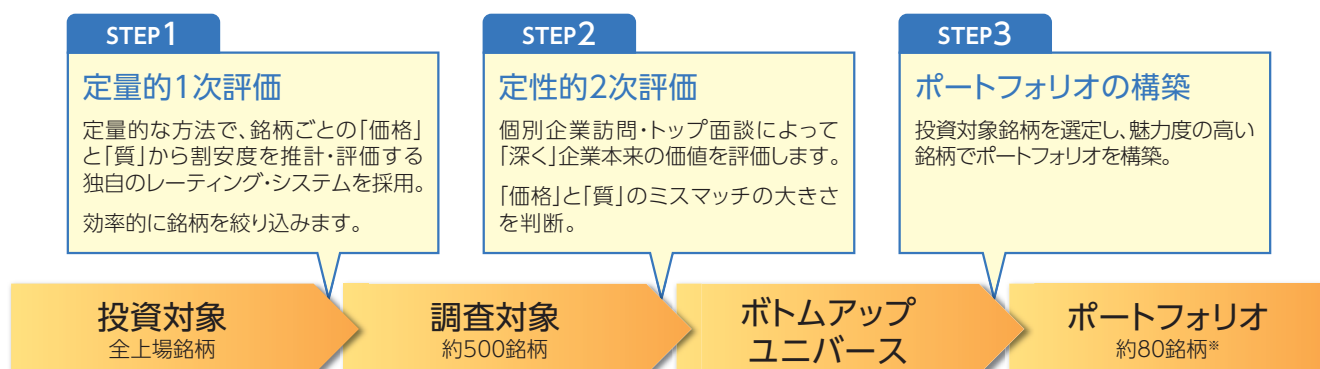 STEP1
定量的1次評価
定量的な方法で、銘柄ごとの「価格」
と「質」から割安度を推計・評価する
独自のレーティング・システムを採用。
効率的に銘柄を絞り込みます。
STEP2
定性的2次評価
個別企業訪問・トップ面談によって
「深く」企業本来の価値を評価します。
「価格」と「質」のミスマッチの大きさ
を判断。
STEP3
ポートフォリオの構築
投資対象銘柄を選定し、魅力度の高い
銘柄でポートフォリオを構築。
投資対象
全上場銘柄
調査対象
約500銘柄
ボトムアップ
ユニバース
ポートフォリオ
約80銘柄※